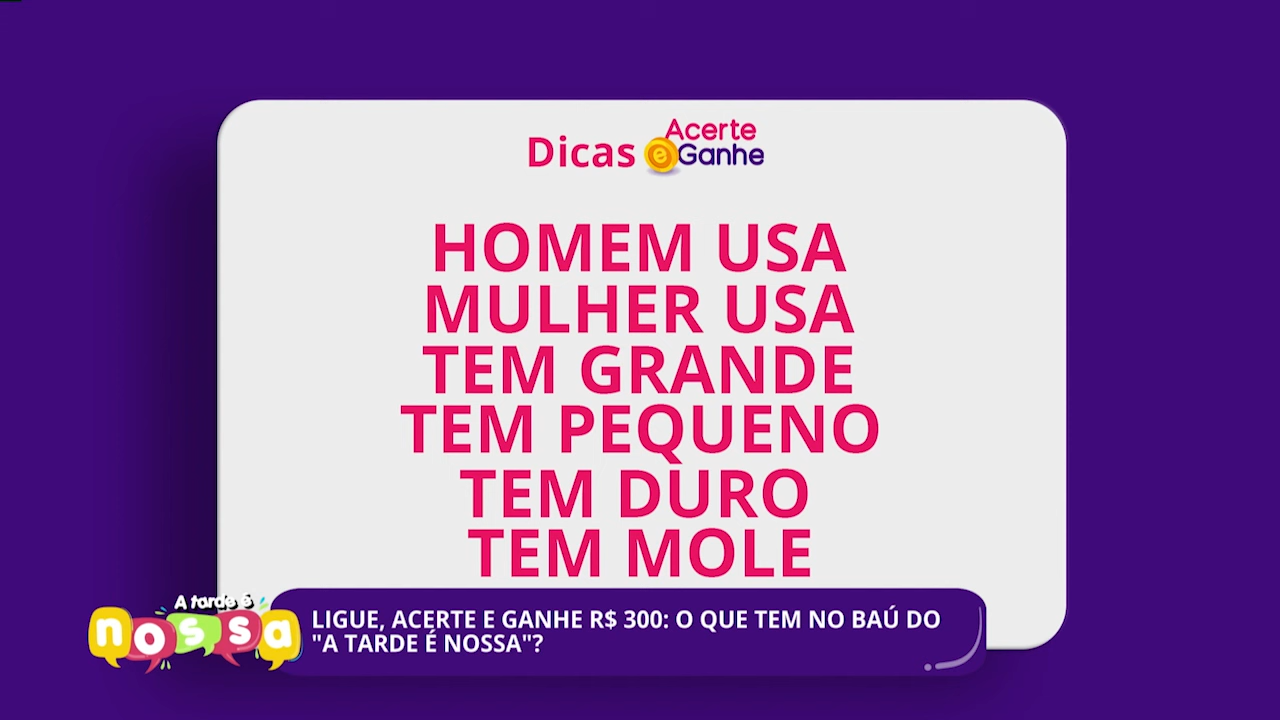 Dicas Acerte e Ganhe
HOMEM USA
MULHER USA
TEM GRANDE
TEM PEQUENO
TEM DURO
TEM MOLE
A tarde é
nossa
LIGUE, ACERTE E GANHE R$ 300: O QUE TEM NO BAÚ DO
"A TARDE É NOSSA"?